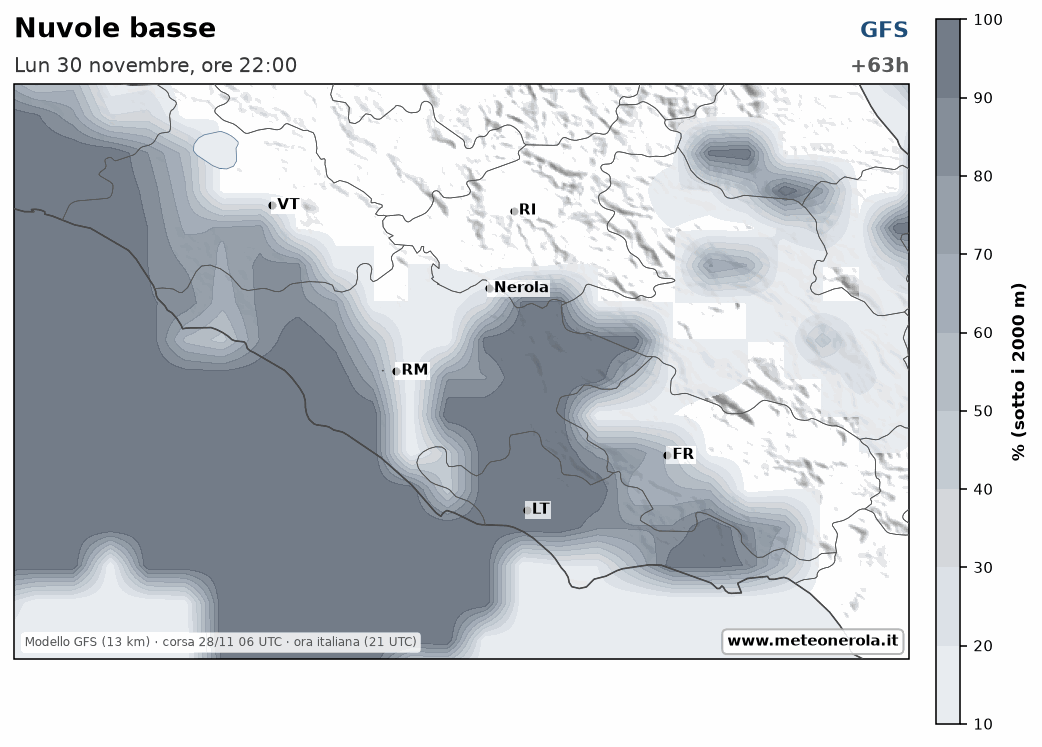 Nuvole basse
GFS
Lun 30 novembre, ore 22:00
+63h
100
90
80
70
60
50
40
30
20
10
% (sotto i 2000 m)
VT
RI
Nerola
RM
FR
LT
Modello GFS (13 km) · corsa 28/11 06 UTC · ora italiana (21 UTC)
www.meteonerola.it